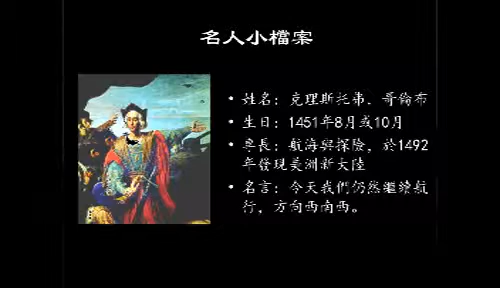 名人小檔案
• 姓名：克理斯托弗．哥倫布
• 生日：1451年8月或10月
• 專長：航海與探險，於1492
年發現美洲新大陸
• 名言：今天我們仍然繼續航
行，方向西南西。